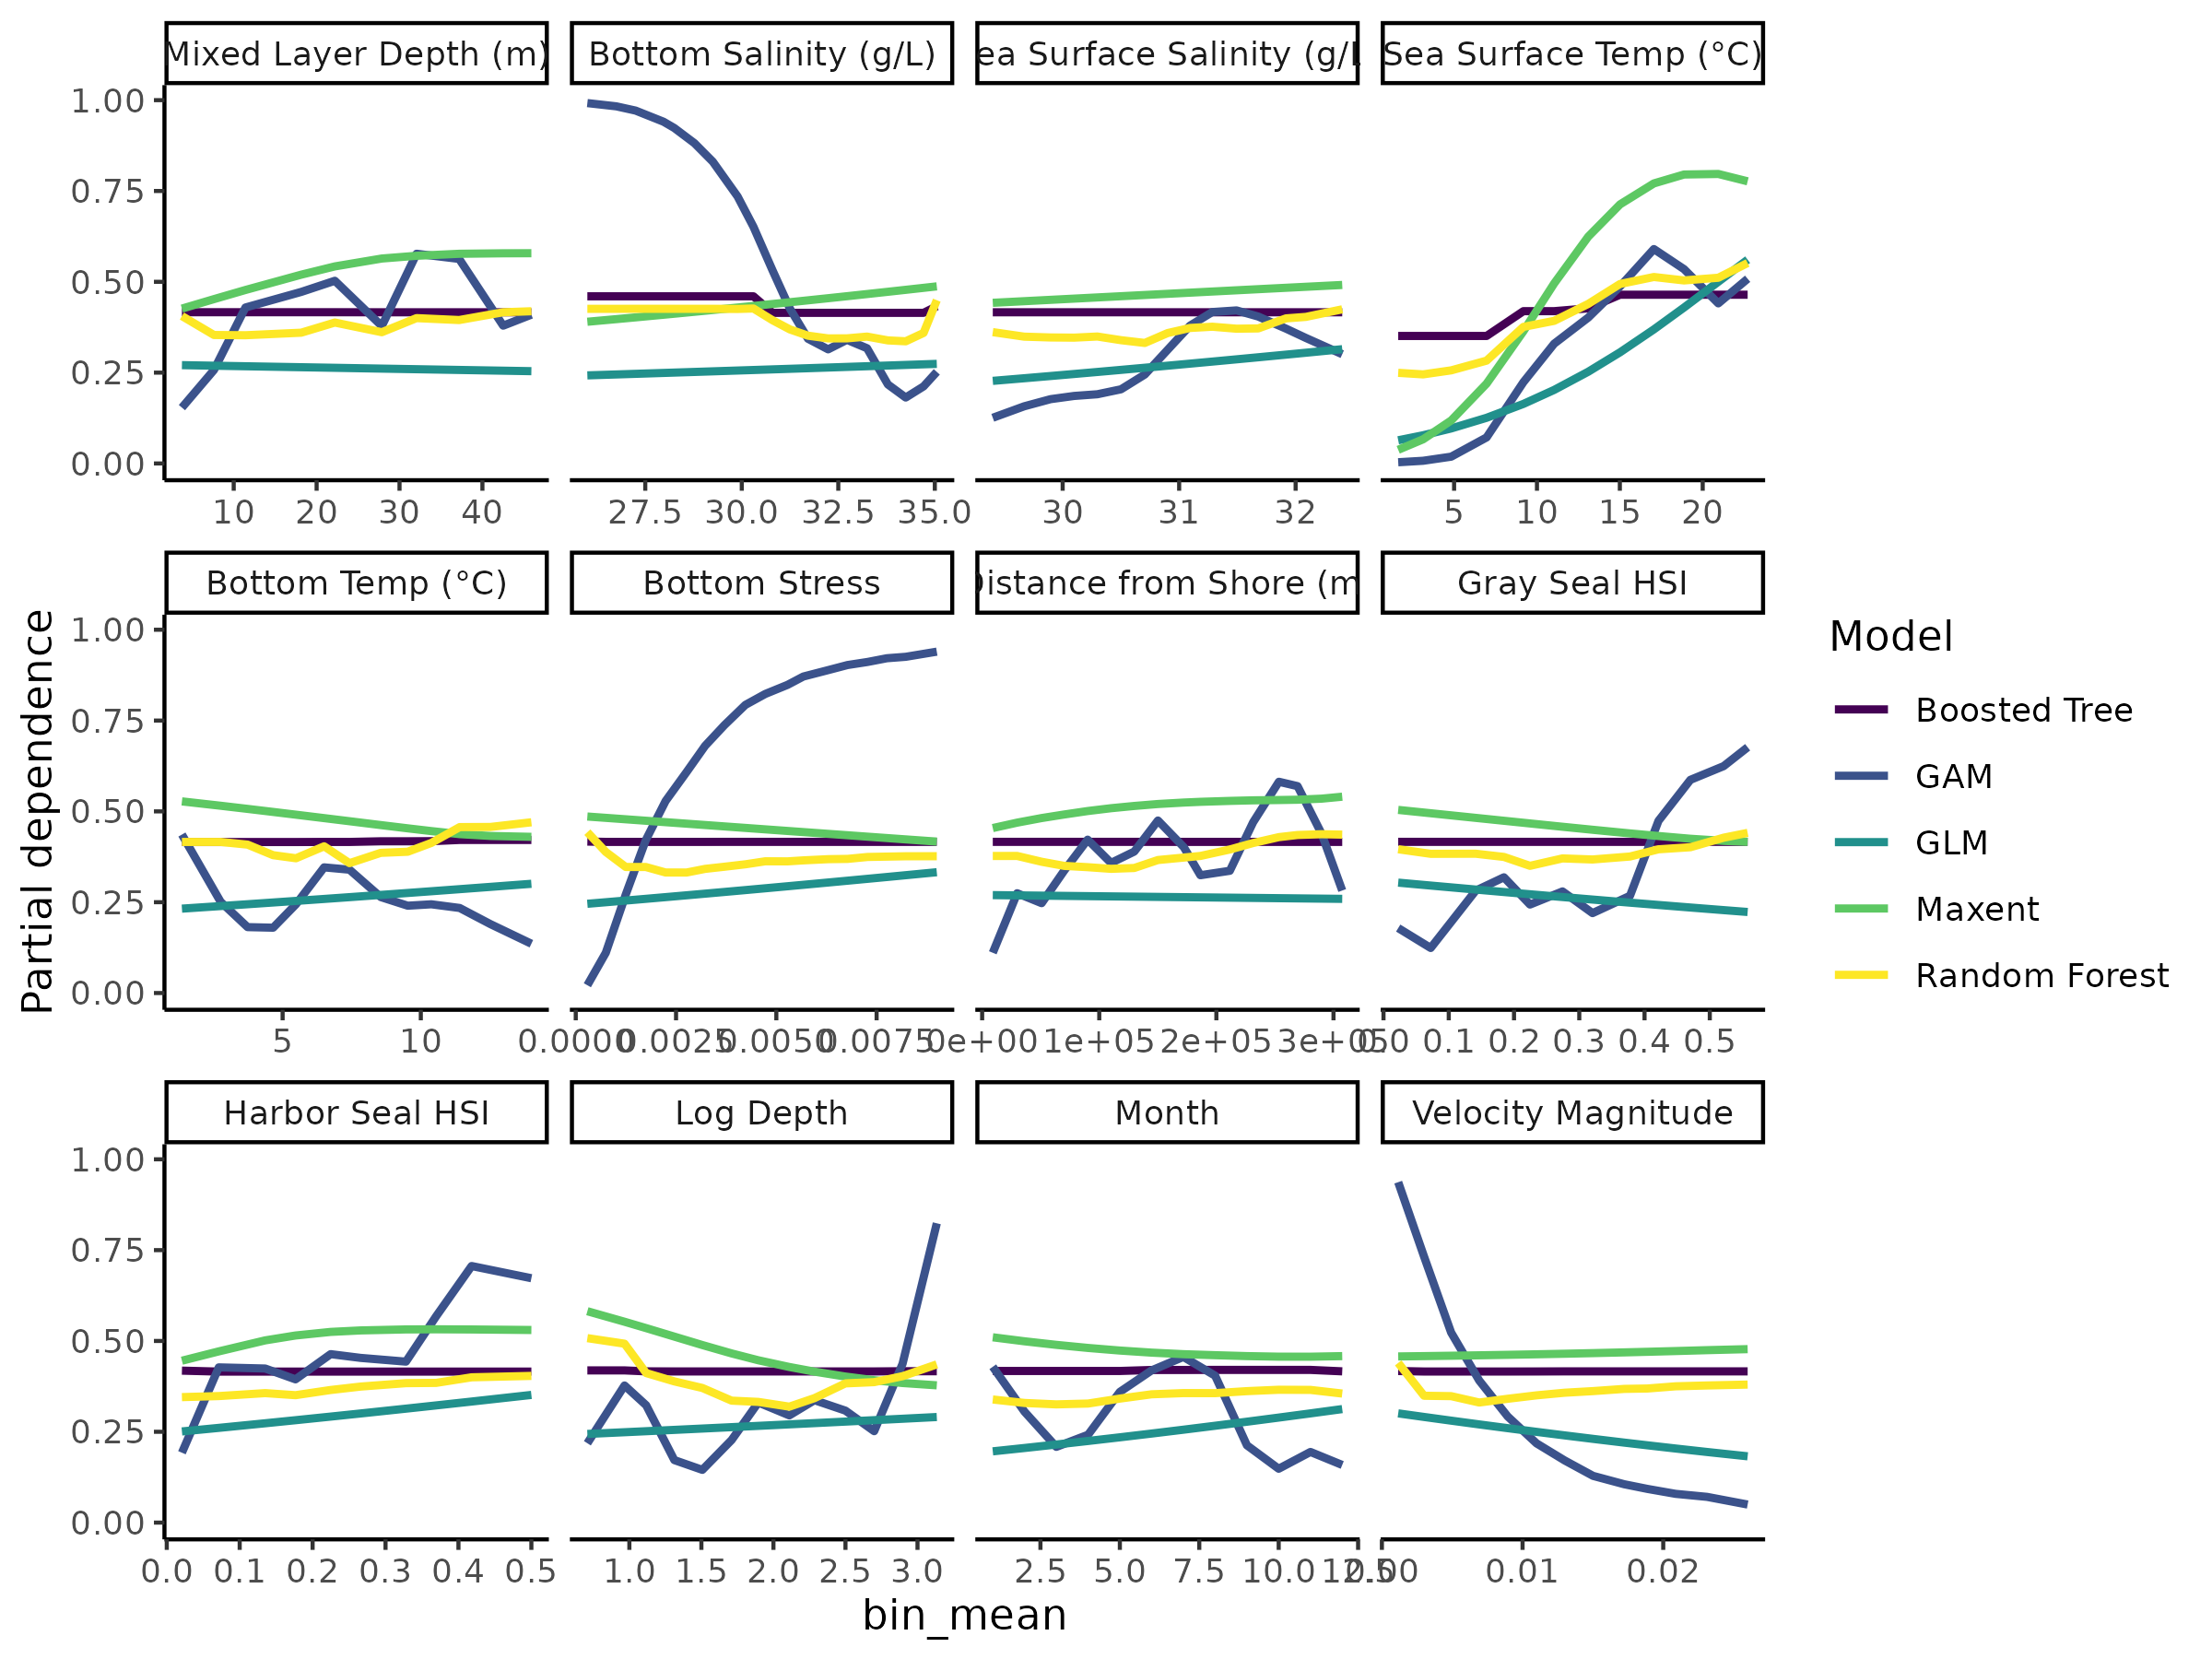 Mixed Layer Depth (m)
Bottom Salinity (g/L)
ea Surface Salinity (g/L
Sea Surface Temp (°C)
1.00
0.75
0.50
0.25
0.00
10 20 30 40
27.5 30.0 32.5 35.0
30 31 32
5 10 15 20
Bottom Temp (°C)
Bottom Stress
Distance from Shore (m
Gray Seal HSI
1.00
0.75
0.50
0.25
0.00
5 10
0.0000 0.0025 0.0050 0.0075
0e+00 1e+05 2e+05 3e+05
0.0 0.1 0.2 0.3 0.4 0.5
Harbor Seal HSI
Log Depth
Month
Velocity Magnitude
1.00
0.75
0.50
0.25
0.00
0.0 0.1 0.2 0.3 0.4 0.5
1.0 1.5 2.0 2.5 3.0
2.5 5.0 7.5 10.0 12.5
0.00 0.01 0.02
bin_mean
Partial dependence
Model
Boosted Tree
GAM
GLM
Maxent
Random Forest